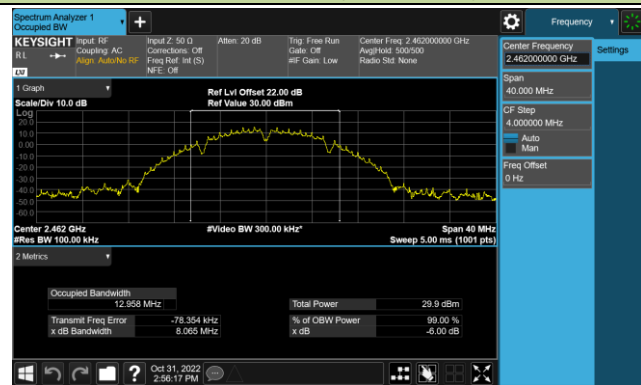 Spectrum Analyzer 1
Occupied BW
+
Frequency
KEYSIGHT
Input: RF
Coupling: AC
Align: Auto/No RF
Input Z: 50 Ω
Corrections: Off
Freq Ref: Int (S)
NFE: Off
Atten: 20 dB
Trig: Free Run
Gate: Off
#IF Gain: Low
Center Freq: 2.462000000 GHz
Avg|Hold: 500/500
Radio Std: None
RL
LXI
Center Frequency
2.462000000 GHz
Settings
Span
40.000 MHz
CF Step
4.000000 MHz
Auto
Man
Freq Offset
0 Hz
1 Graph
Scale/Div 10.0 dB
Ref Lvl Offset 22.00 dB
Ref Value 30.00 dBm
Log
20.0
10.0
0.00
-10.0
-20.0
-30.0
-40.0
-50.0
-60.0
Center 2.462 GHz
#Res BW 100.00 kHz
#Video BW 300.00 kHz*
Span 40 MHz
Sweep 5.00 ms (1001 pts)
2 Metrics
Occupied Bandwidth
12.958 MHz
Total Power 29.9 dBm
Transmit Freq Error -78.354 kHz
% of OBW Power 99.00 %
x dB Bandwidth 8.065 MHz
x dB -6.00 dB
?
Oct 31, 2022
2:56:17 PM